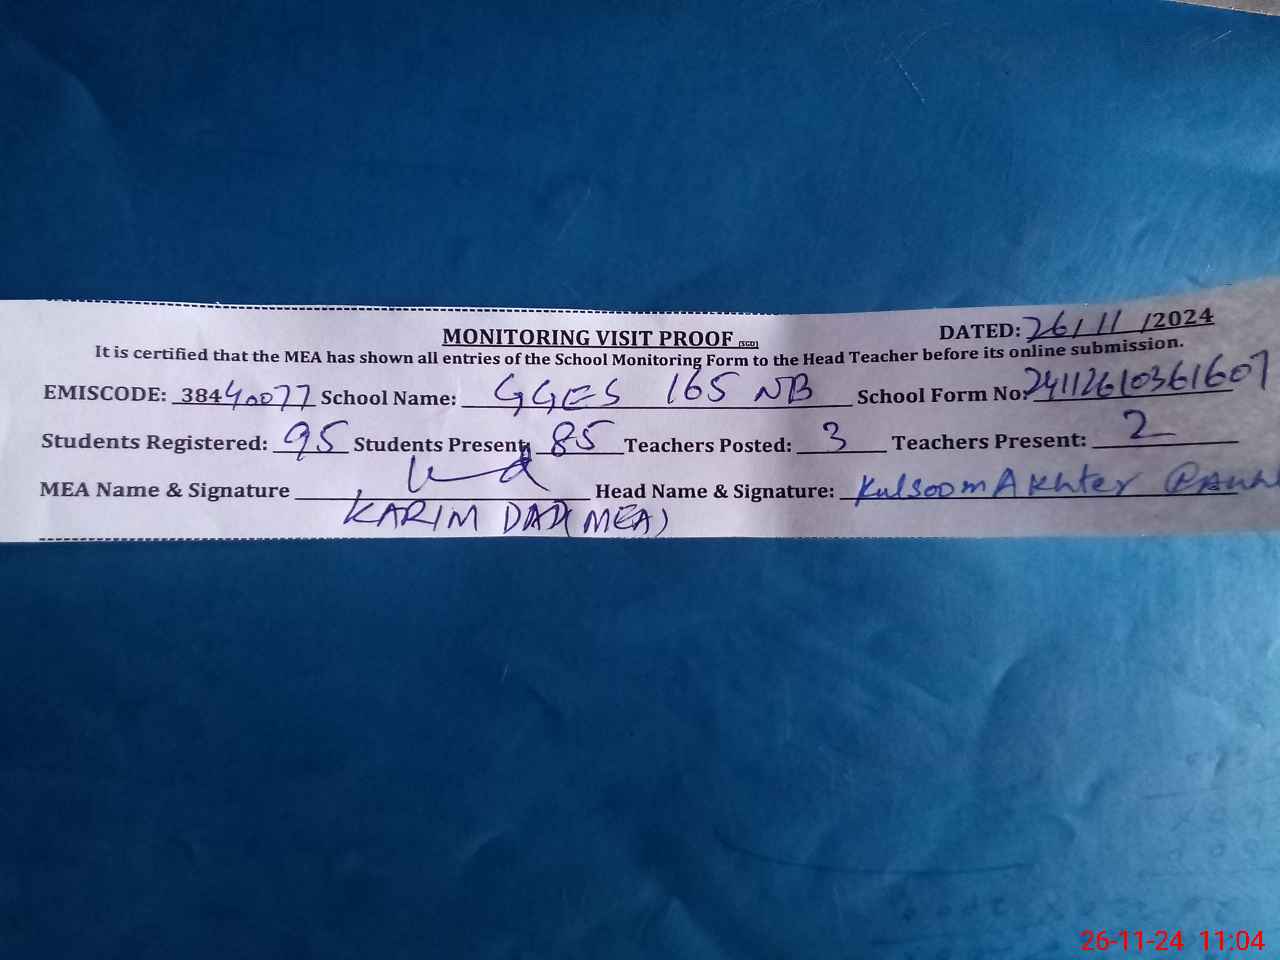 MONITORING VISIT PROOF (SGD)
DATED: 26/11/2024
It is certified that the MEA has shown all entries of the School Monitoring Form to the Head Teacher before its online submission.
EMISCODE: 38440077 School Name: GGES 165 NB School Form No: 24112610361607
Students Registered: 95 Students Present: 85 Teachers Posted: 3 Teachers Present: 2
MEA Name & Signature Head Name & Signature: Kulsoom Akhter
KARIM DAD (MEA)
26-11-24 11:04